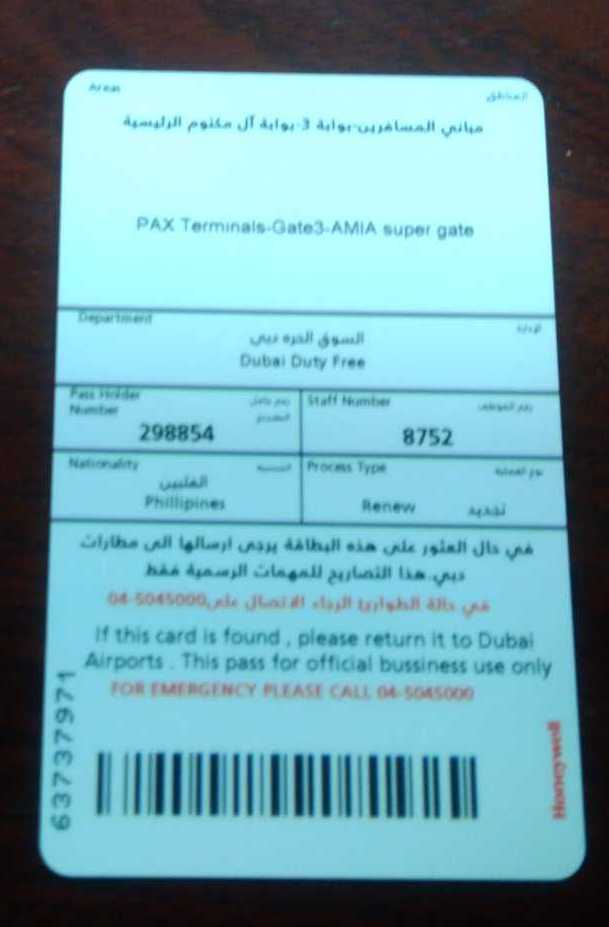 Areas المناطق
مباني المسافرين-بوابة 3-بوابة آل مكتوم الرئيسية
PAX Terminals-Gate3-AMIA super gate
Department الإدارة
السوق الحره دبي
Dubai Duty Free
Pass Holder Number رقم حامل التصريح
298854
Staff Number رقم الموظف
8752
Nationality الجنسية
الفلبين
Phillipines
Process Type نوع العملية
Renew تجديد
في حال العثور على هذه البطاقة يرجى ارسالها الى مطارات
دبي.هذا التصاريح للمهمات الرسمية فقط
في حالة الطوارئ الرجاء الاتصال على,04-5045000
If this card is found , please return it to Dubai
Airports . This pass for official bussiness use only
FOR EMERGENCY PLEASE CALL 04-5045000
63737971